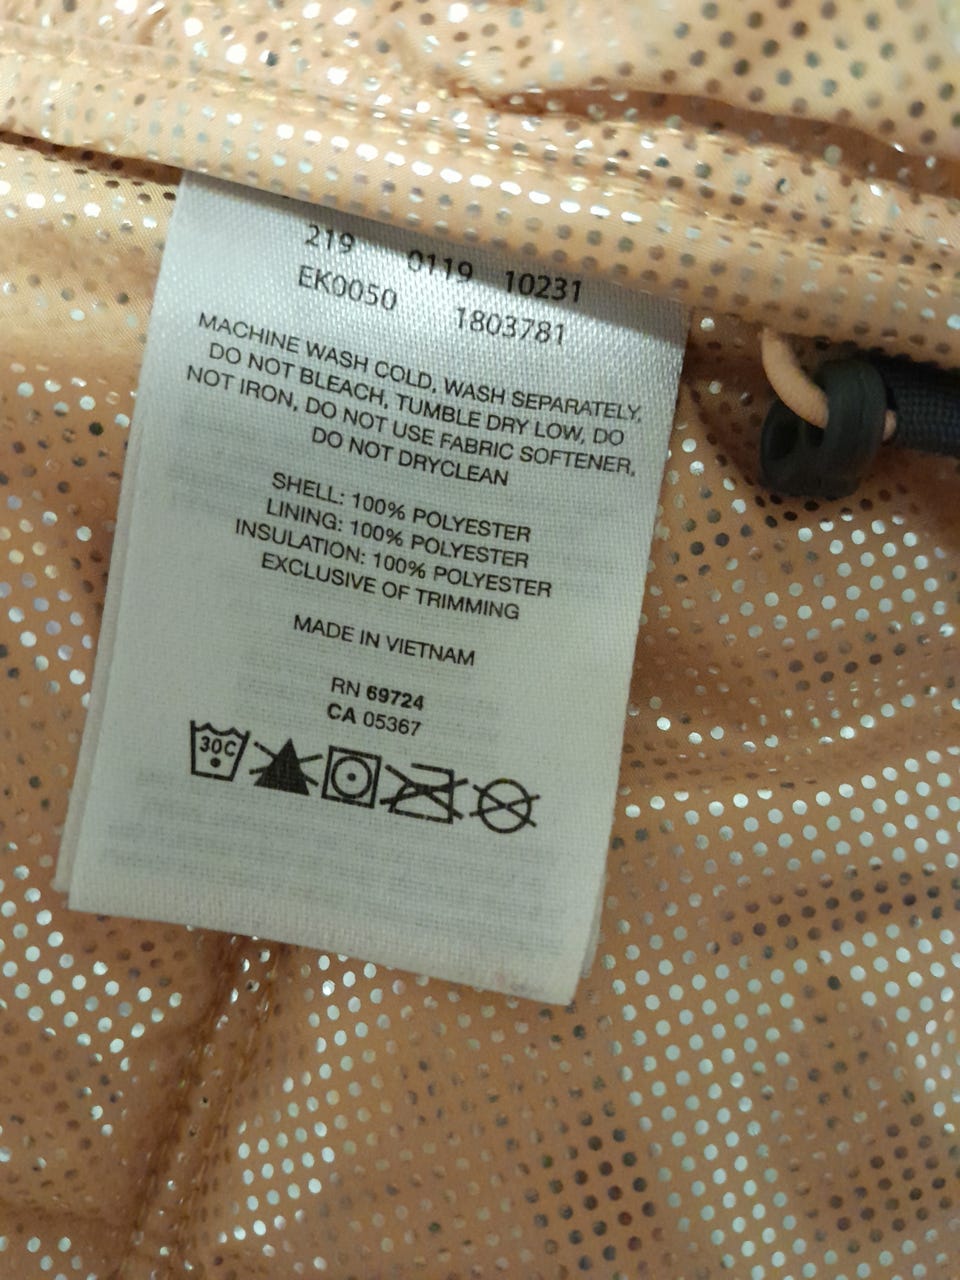 219 0119 10231
EK0050 1803781
MACHINE WASH COLD, WASH SEPARATELY,
DO NOT BLEACH, TUMBLE DRY LOW, DO
NOT IRON, DO NOT USE FABRIC SOFTENER,
DO NOT DRYCLEAN
SHELL: 100% POLYESTER
LINING: 100% POLYESTER
INSULATION: 100% POLYESTER
EXCLUSIVE OF TRIMMING
MADE IN VIETNAM
RN 69724
CA 05367
30C